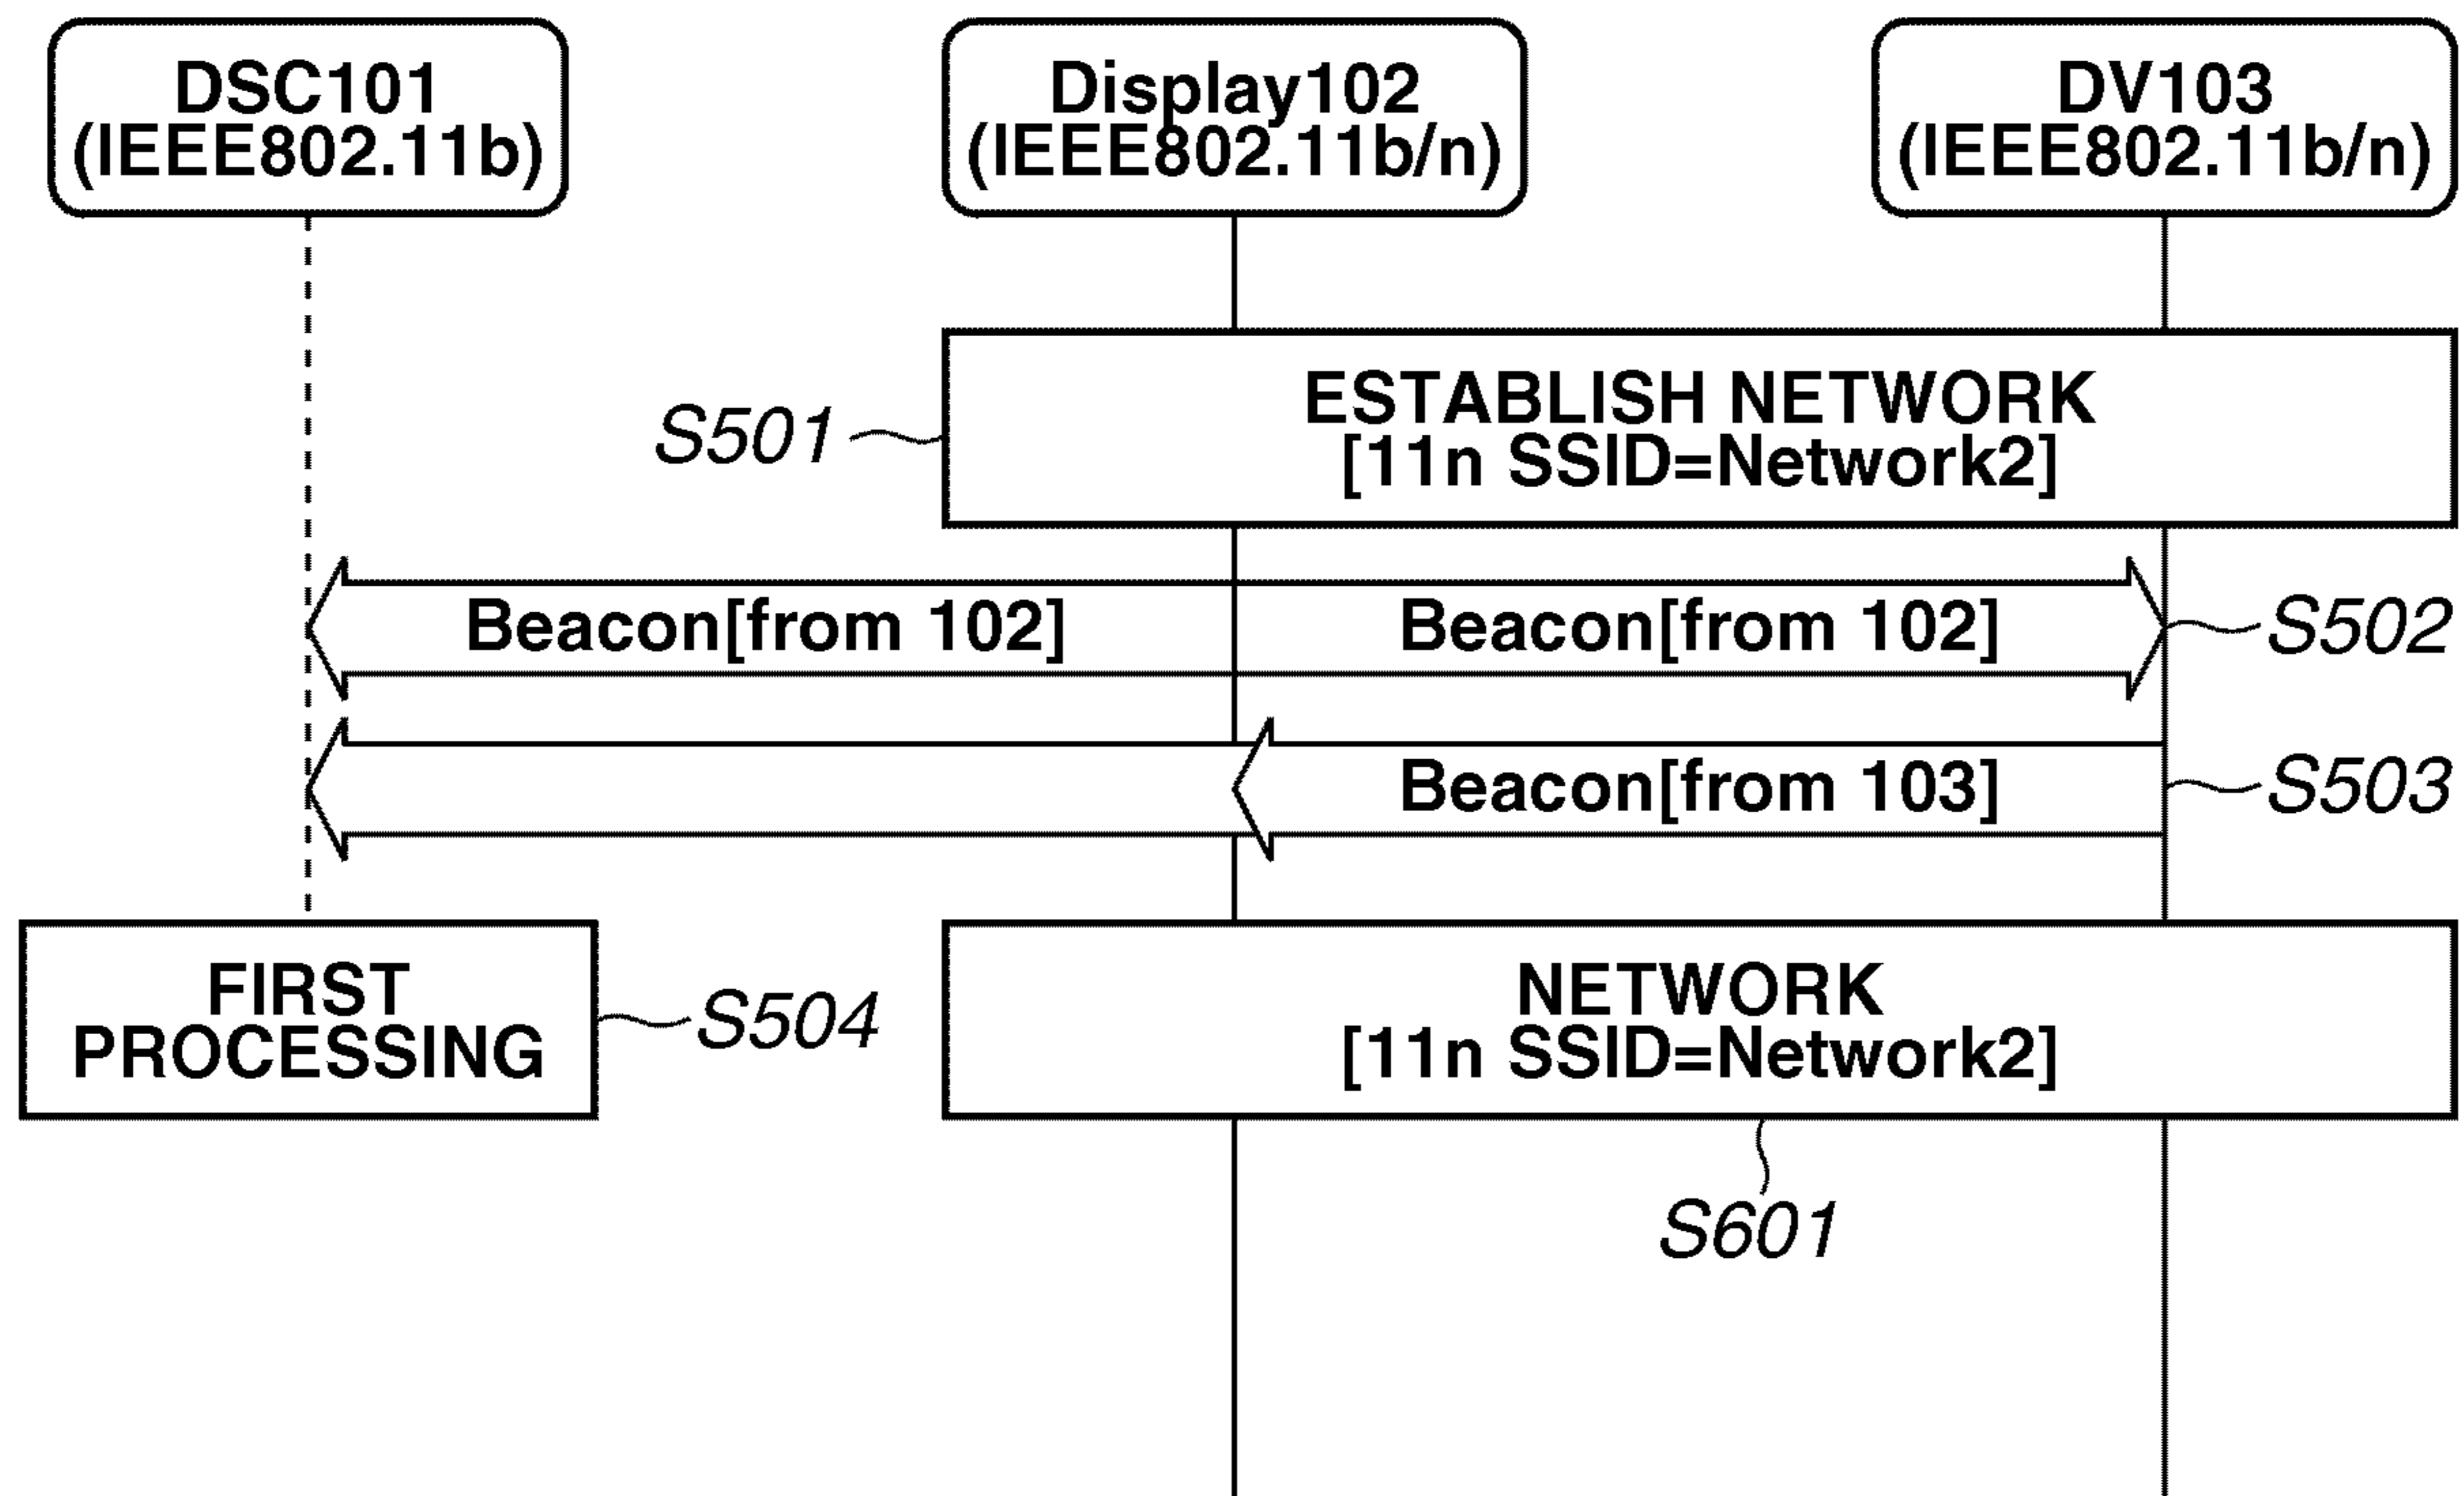 DSC101
(IEEE802.11b)
Display102
(IEEE802.11b/n)
DV103
(IEEE802.11b/n)
ESTABLISH NETWORK
[11n SSID=Network2]
S501
Beacon[from 102]
Beacon[from 102]
S502
Beacon[from 103]
S503
FIRST
PROCESSING
S504
NETWORK
[11n SSID=Network2]
S601